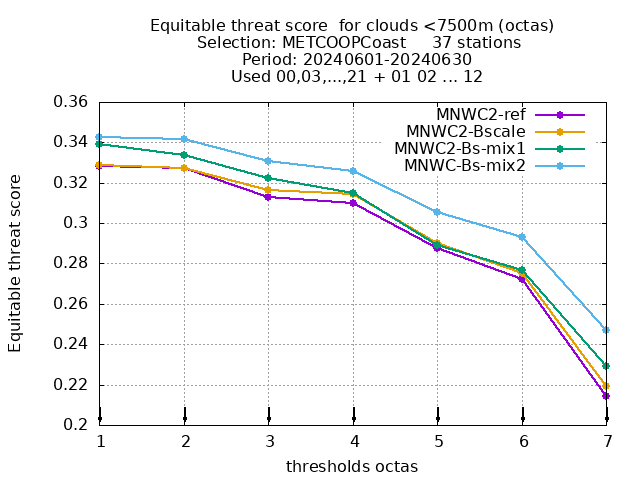 Equitable threat score  for clouds <7500m (octas)
Selection: METCOOPCoast     37 stations
Period: 20240601-20240630
Used 00,03,...,21 + 01 02 ... 12
MNWC2-ref
MNWC2-Bscale
MNWC2-Bs-mix1
MNWC-Bs-mix2
Equitable threat score
0.36
0.34
0.32
0.3
0.28
0.26
0.24
0.22
0.2
1 2 3 4 5 6 7
thresholds octas